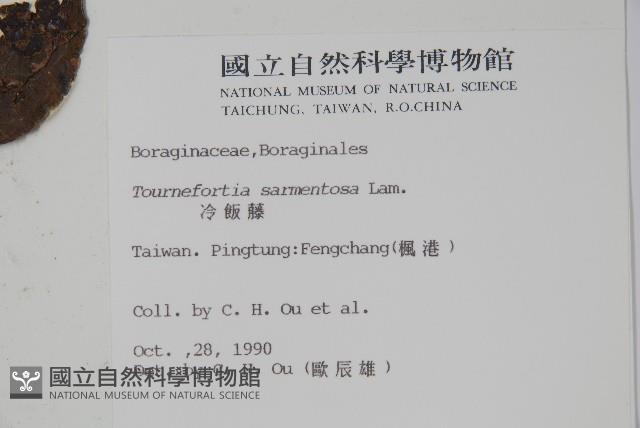 國立自然科學博物館
NATIONAL MUSEUM OF NATURAL SCIENCE
TAICHUNG, TAIWAN, R.O.CHINA
Boraginaceae,Boraginales
Tournefortia sarmentosa Lam.
冷飯藤
Taiwan. Pingtung:Fengchang(楓港)
Coll. by C. H. Ou et al.
Oct. ,28, 1990
Det. by C. H. Ou (歐辰雄)
國立自然科學博物館
NATIONAL MUSEUM OF NATURAL SCIENCE